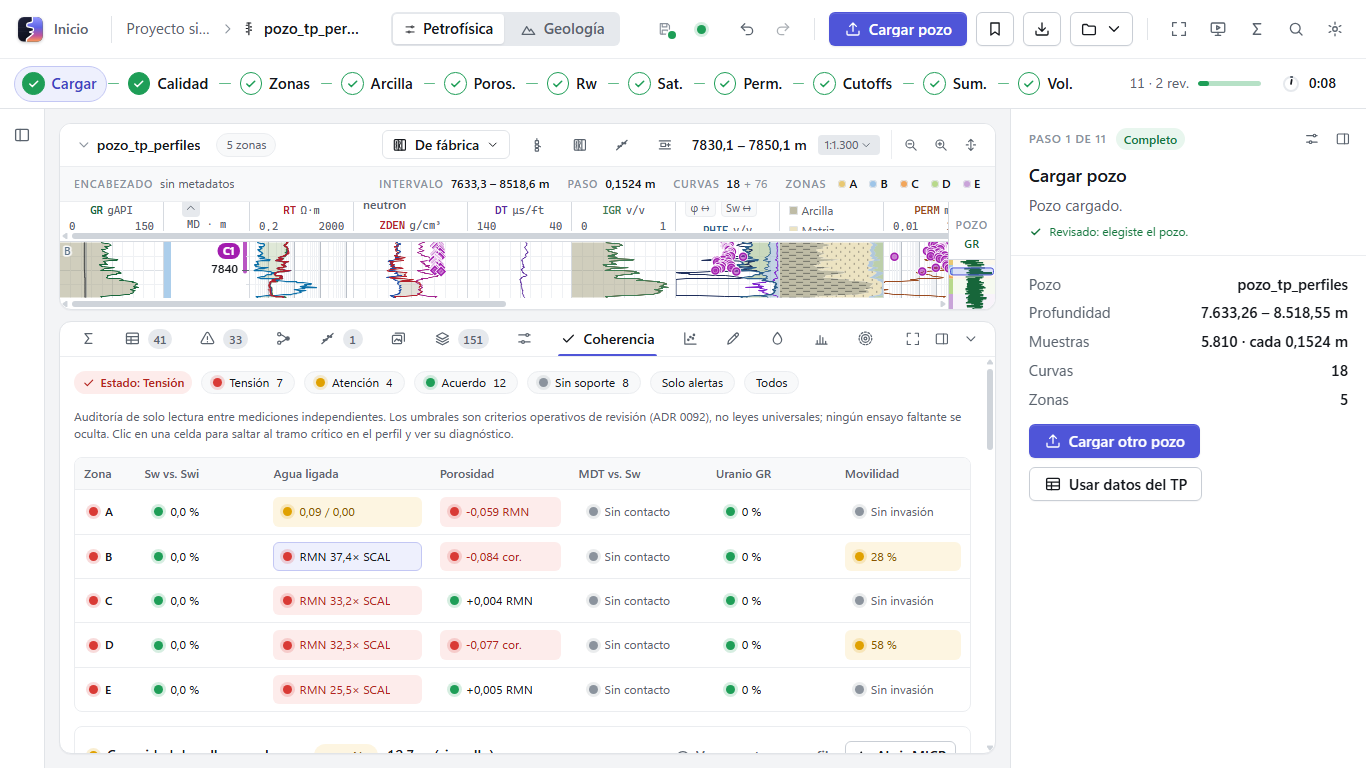 Inicio
Proyecto si...
pozo_tp_per...
Petrofísica
Geología
Cargar pozo
Cargar
Calidad
Zonas
Arcilla
Poros.
Rw
Sat.
Perm.
Cutoffs
Sum.
Vol.
11 · 2 rev.
0:08
pozo_tp_perfiles
5 zonas
De fábrica
7830,1 – 7850,1 m
1:1.300
ENCABEZADO sin metadatos
INTERVALO 7633,3 – 8518,6 m
PASO 0,1524 m
CURVAS 18 + 76
ZONAS A B C D E
GR gAPI
0 150
MD · m
RT Ω·m
0,2 2000
neutron
ZDEN g/cm³
DT µs/ft
140 40
IGR v/v
0 1
φ ↔ Sw ↔
PHIE v/v
Arcilla
Matriz
PERM m
0,01
POZO
GR
B
C1
7840
41
33
1
151
Coherencia
Estado: Tensión
Tensión 7
Atención 4
Acuerdo 12
Sin soporte 8
Solo alertas
Todos
Auditoría de solo lectura entre mediciones independientes. Los umbrales son criterios operativos de revisión (ADR 0092), no leyes universales; ningún ensayo faltante se
oculta. Clic en una celda para saltar al tramo crítico en el perfil y ver su diagnóstico.
Zona Sw vs. Swi Agua ligada Porosidad MDT vs. Sw Uranio GR Movilidad
A 0,0 % 0,09 / 0,00 -0,059 RMN Sin contacto 0 % Sin invasión
B 0,0 % RMN 37,4× SCAL -0,084 cor. Sin contacto 0 % 28 %
C 0,0 % RMN 33,2× SCAL +0,004 RMN Sin contacto 0 % Sin invasión
D 0,0 % RMN 32,3× SCAL -0,077 cor. Sin contacto 0 % 58 %
E 0,0 % RMN 25,5× SCAL +0,005 RMN Sin contacto 0 % Sin invasión
PASO 1 DE 11
Completo
Cargar pozo
Pozo cargado.
Revisado: elegiste el pozo.
Pozo pozo_tp_perfiles
Profundidad 7.633,26 – 8.518,55 m
Muestras 5.810 · cada 0,1524 m
Curvas 18
Zonas 5
Cargar otro pozo
Usar datos del TP